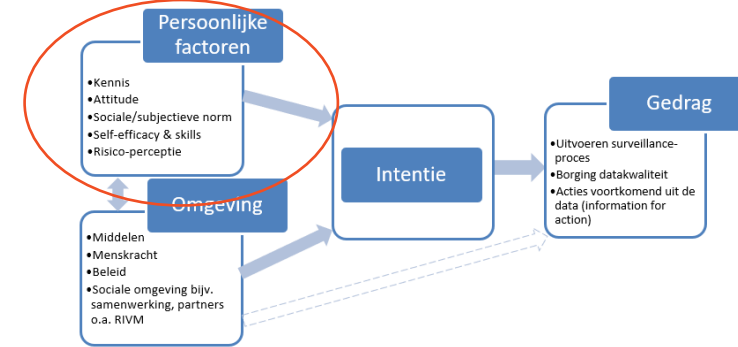 Persoonlijke
factoren
•Kennis
•Attitude
•Sociale/subjectieve norm
•Self-efficacy & skills
•Risico-perceptie
Omgeving
•Middelen
•Menskracht
•Beleid
•Sociale omgeving bijv.
samenwerking, partners
o.a. RIVM
Intentie
Gedrag
•Uitvoeren surveillance-
proces
•Borging datakwaliteit
•Acties voortkomend uit de
data (information for
action)